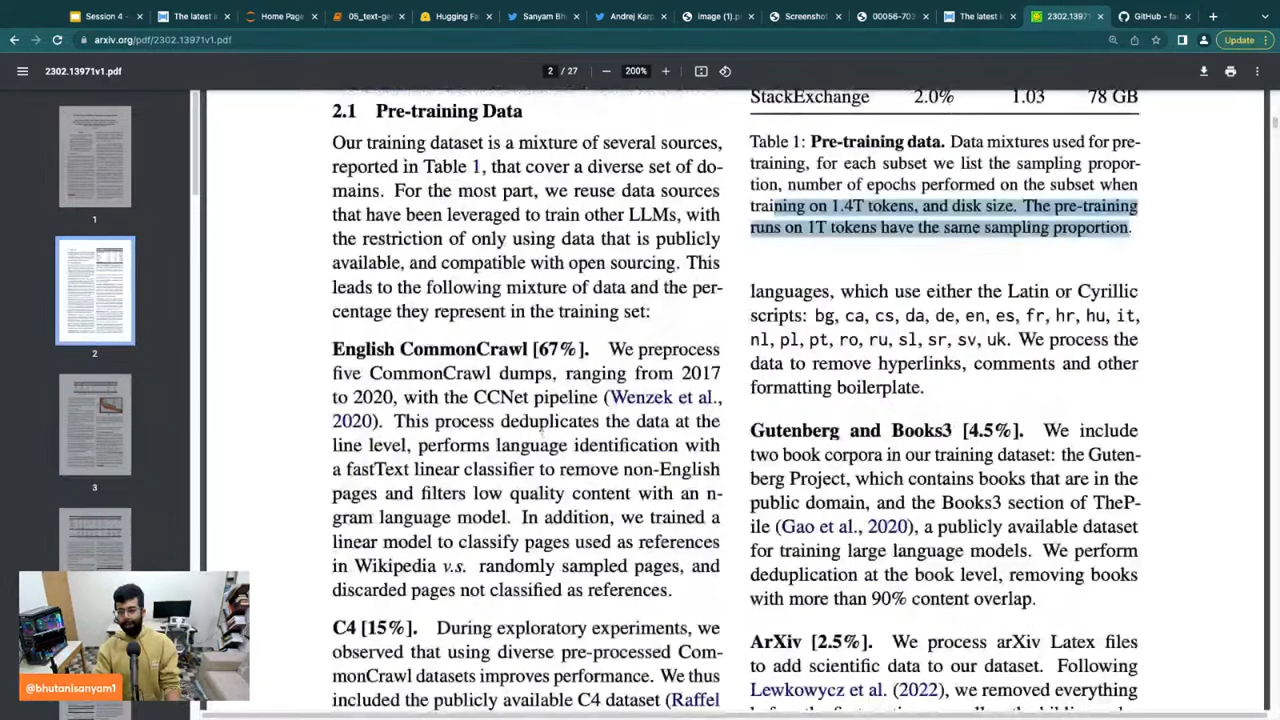 Session 4 -
The latest i
Home Page
05_text-ge
Hugging Fa
Sanyam Bh
Andrej Karp
Image (1).p
Screenshot
00056-703
The latest i
2302.13971
GitHub - fa
arxiv.org/pdf/2302.13971v1.pdf
Update
2302.13971v1.pdf
2 / 27
200%
1
2
3
2.1 Pre-training Data
Our training dataset is a mixture of several sources,
reported in Table 1, that cover a diverse set of do-
mains. For the most part, we reuse data sources
that have been leveraged to train other LLMs, with
the restriction of only using data that is publicly
available, and compatible with open sourcing. This
leads to the following mixture of data and the per-
centage they represent in the training set:
English CommonCrawl [67%]. We preprocess
five CommonCrawl dumps, ranging from 2017
to 2020, with the CCNet pipeline (Wenzek et al.,
2020). This process deduplicates the data at the
line level, performs language identification with
a fastText linear classifier to remove non-English
pages and filters low quality content with an n-
gram language model. In addition, we trained a
linear model to classify pages used as references
in Wikipedia v.s. randomly sampled pages, and
discarded pages not classified as references.
C4 [15%]. During exploratory experiments, we
observed that using diverse pre-processed Com-
monCrawl datasets improves performance. We thus
included the publicly available C4 dataset (Raffel
StackExchange 2.0% 1.03 78 GB
Table 1: Pre-training data. Data mixtures used for pre-
training, for each subset we list the sampling propor-
tion, number of epochs performed on the subset when
training on 1.4T tokens, and disk size. The pre-training
runs on 1T tokens have the same sampling proportion.
languages, which use either the Latin or Cyrillic
scripts: bg, ca, cs, da, de, en, es, fr, hr, hu, it,
nl, pl, pt, ro, ru, sl, sr, sv, uk. We process the
data to remove hyperlinks, comments and other
formatting boilerplate.
Gutenberg and Books3 [4.5%]. We include
two book corpora in our training dataset: the Guten-
berg Project, which contains books that are in the
public domain, and the Books3 section of TheP-
ile (Gao et al., 2020), a publicly available dataset
for training large language models. We perform
deduplication at the book level, removing books
with more than 90% content overlap.
ArXiv [2.5%]. We process arXiv Latex files
to add scientific data to our dataset. Following
Lewkowycz et al. (2022), we removed everything
@bhutanisanyam1